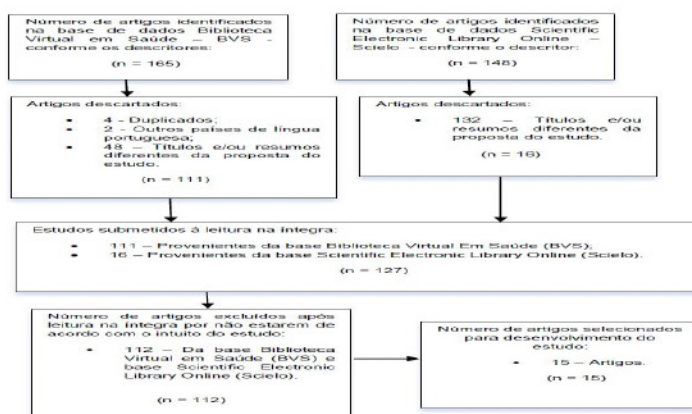 Número de artigos identificados
na base de dados Biblioteca
Virtual em Saúde – BVS -
conforme os descritores:
(n = 165)
Número de artigos identificados
na base de dados Scientific
Electronic Library Online –
Scielo - conforme o descritor:
(n = 148)
Artigos descartados:
• 4 - Duplicados;
• 2 - Outros países de língua
portuguesa;
• 48 – Títulos e/ou resumos
diferentes da proposta do
estudo.
(n = 111)
Artigos descartados:
• 132 – Títulos e/ou
resumos diferentes da
proposta do estudo.
(n = 16)
Estudos submetidos à leitura na íntegra:
• 111 – Provenientes da base Biblioteca Virtual Em Saúde (BVS);
• 16 – Provenientes da base Scientific Electronic Library Online (Scielo).
(n = 127)
Número de artigos excluídos após
leitura na íntegra por não estarem de
acordo com o intuito do estudo:
• 112 – Da base Biblioteca
Virtual em Saúde (BVS) e
base Scientific Electronic
Library Online (Scielo).
(n = 112)
Número de artigos selecionados
para desenvolvimento do
estudo:
• 15 – Artigos.
(n = 15)